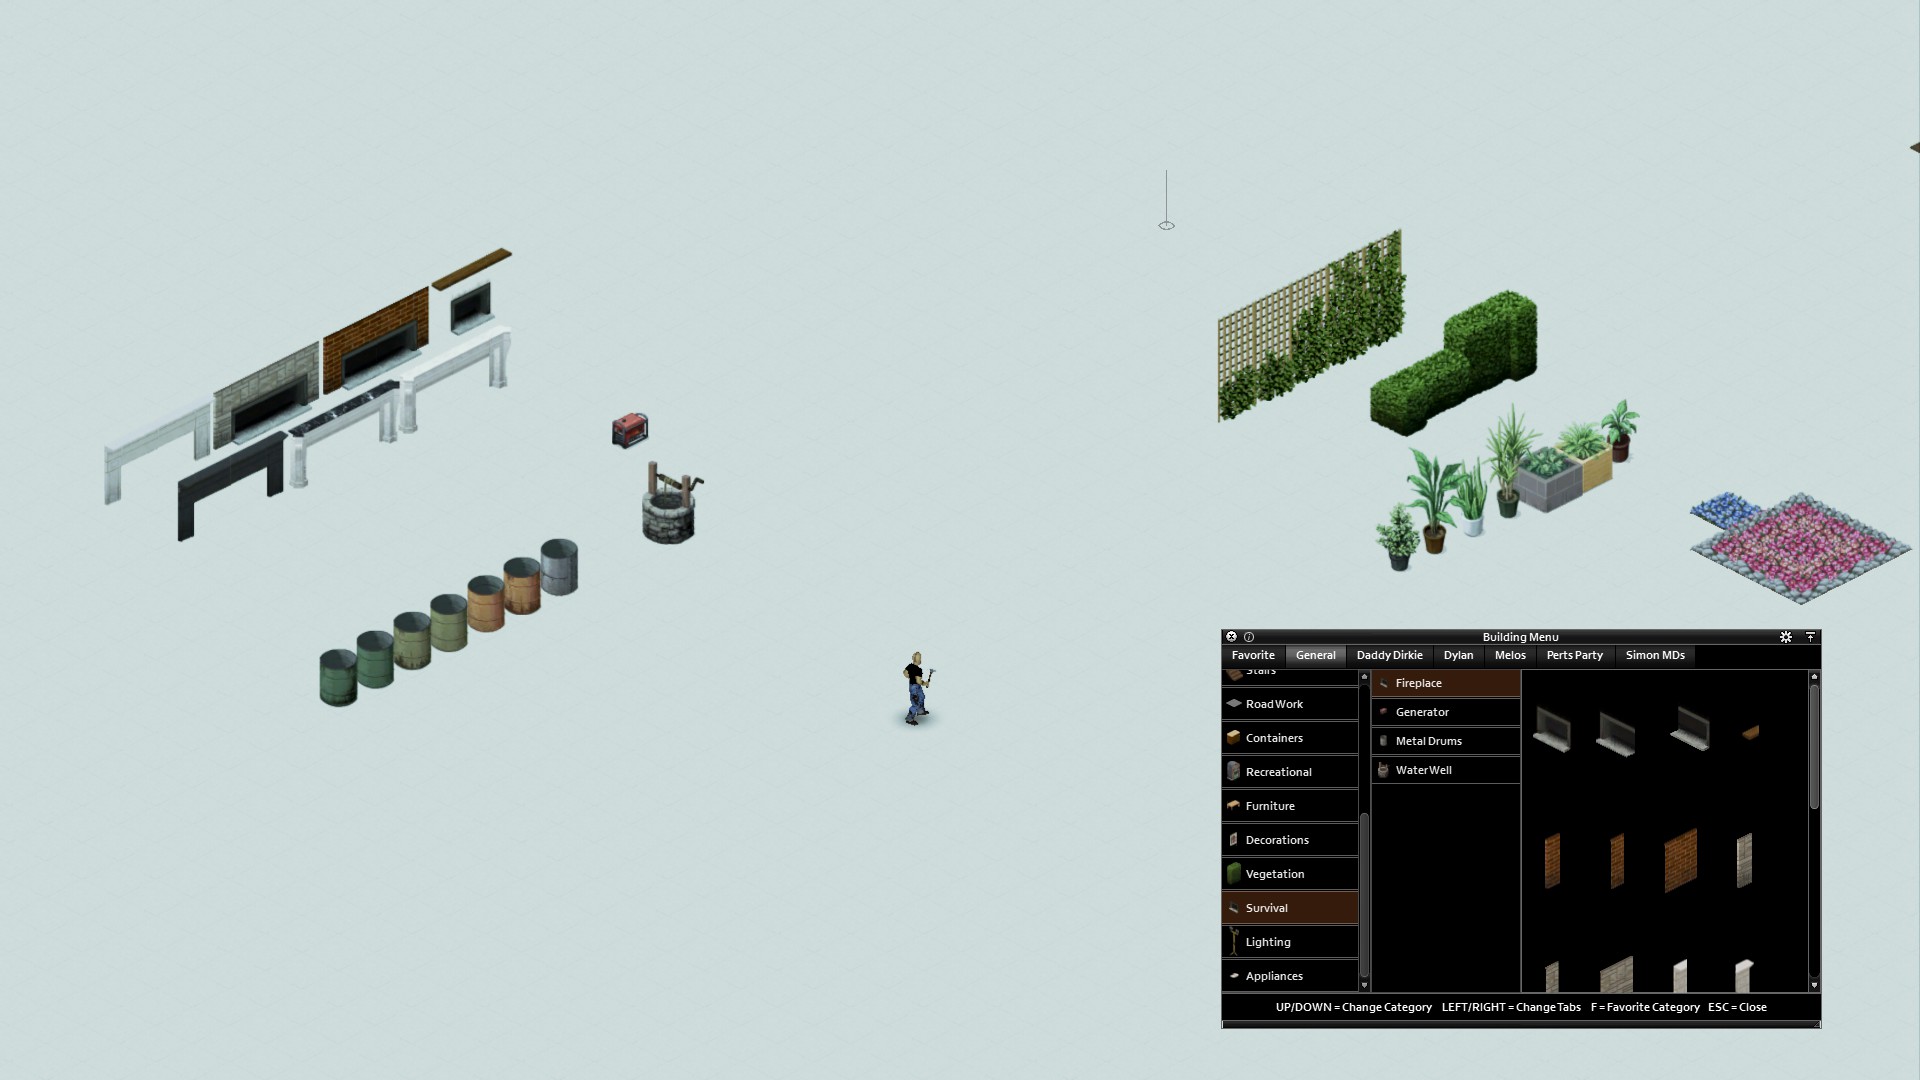 Building Menu
Favorite General Daddy Dirkie Dylan Melos Perts Party Simon MDs
Stairs
Road Work
Containers
Recreational
Furniture
Decorations
Vegetation
Survival
Lighting
Appliances
Fireplace
Generator
Metal Drums
Water Well
UP/DOWN = Change Category LEFT/RIGHT = Change Tabs F = Favorite Category ESC = Close